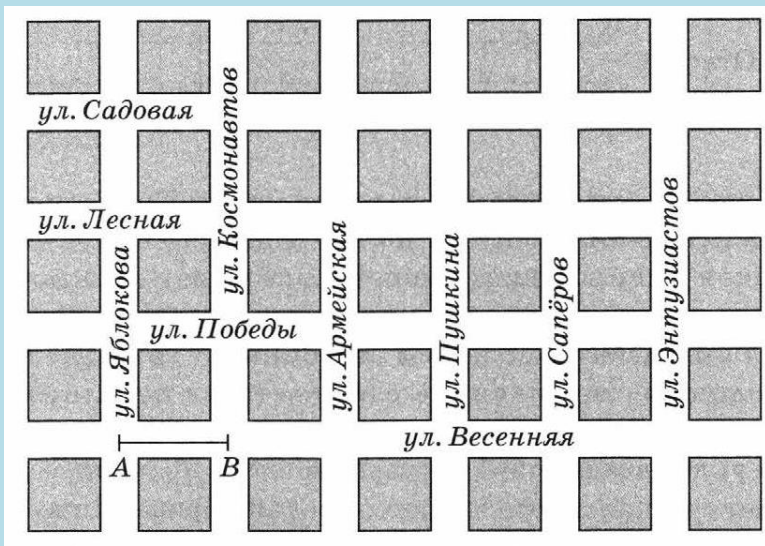 ул. Садовая
ул. Лесная
ул. Яблокова
ул. Космонавтов
ул. Победы
ул. Армейская
ул. Пушкина
ул. Сапёров
ул. Энтузиастов
ул. Весенняя
A
B